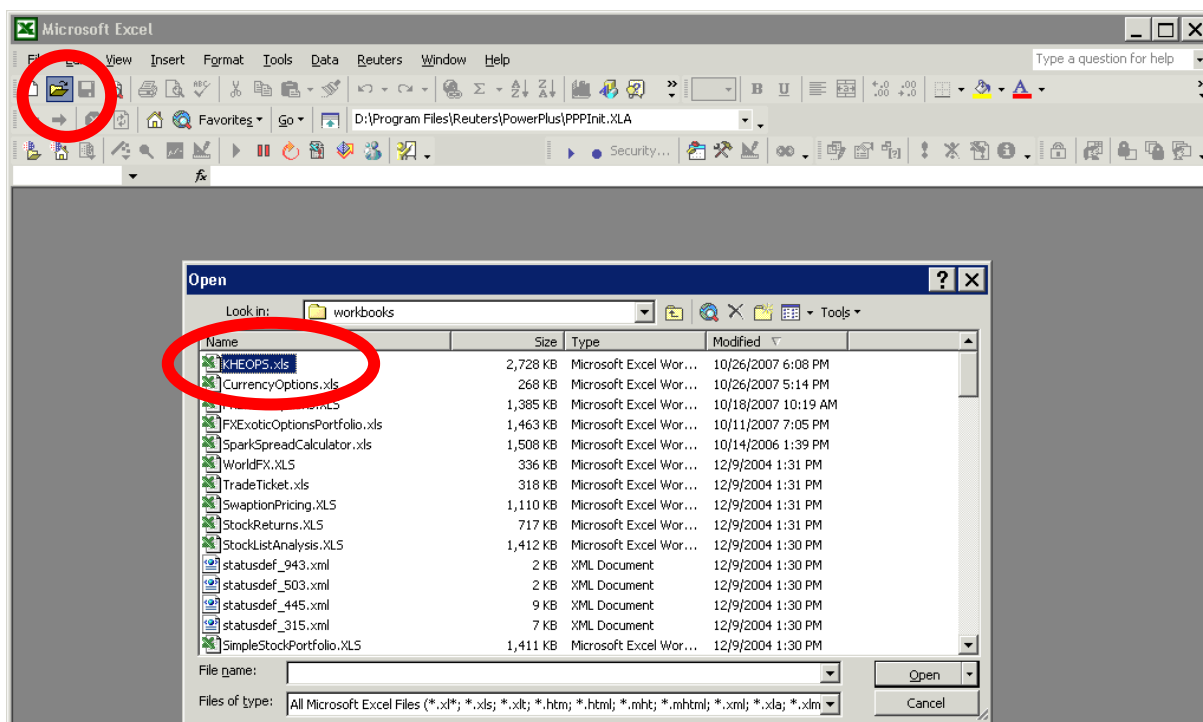 Microsoft Excel
View Insert Format Tools Data Reuters Window Help Type a question for help
ABC Σ A Z Z A ? B U
Favorites Go D:\Program Files\Reuters\PowerPlus\PPPInit.XLA
Security...
fx
Open ? X
Look in: workbooks Tools
Name Size Type Modified
KHEOPS.xls 2,728 KB Microsoft Excel Wor... 10/26/2007 6:08 PM
CurrencyOptions.xls 268 KB Microsoft Excel Wor... 10/26/2007 5:14 PM
1,385 KB Microsoft Excel Wor... 10/18/2007 10:19 AM
FXExoticOptionsPortfolio.xls 1,463 KB Microsoft Excel Wor... 10/11/2007 7:05 PM
SparkSpreadCalculator.xls 1,508 KB Microsoft Excel Wor... 10/14/2006 1:39 PM
WorldFX.XLS 336 KB Microsoft Excel Wor... 12/9/2004 1:31 PM
TradeTicket.xls 318 KB Microsoft Excel Wor... 12/9/2004 1:31 PM
SwaptionPricing.XLS 1,110 KB Microsoft Excel Wor... 12/9/2004 1:31 PM
StockReturns.XLS 717 KB Microsoft Excel Wor... 12/9/2004 1:31 PM
StockListAnalysis.XLS 1,412 KB Microsoft Excel Wor... 12/9/2004 1:30 PM
statusdef_943.xml 2 KB XML Document 12/9/2004 1:30 PM
statusdef_503.xml 2 KB XML Document 12/9/2004 1:30 PM
statusdef_445.xml 9 KB XML Document 12/9/2004 1:30 PM
statusdef_315.xml 7 KB XML Document 12/9/2004 1:30 PM
SimpleStockPortfolio.XLS 1,411 KB Microsoft Excel Wor... 12/9/2004 1:30 PM
File name: Open
Files of type: All Microsoft Excel Files (*.xl*; *.xls; *.xlt; *.htm; *.html; *.mht; *.mhtml; *.xml; *.xla; *.xlm Cancel